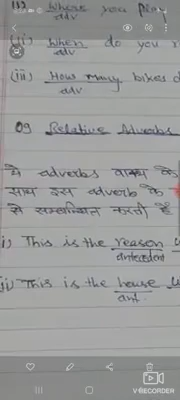 Where you play
adv
(ii) When do you r
adv
(iii) How many bikes d
adv
09 Relative Adverbs
ये adverbs वाक्य के
साथ इस adverb के
से सम्बन्धित करती है
i) This is the reason
antecedent
ii) This is the house
ant.
VRECORDER